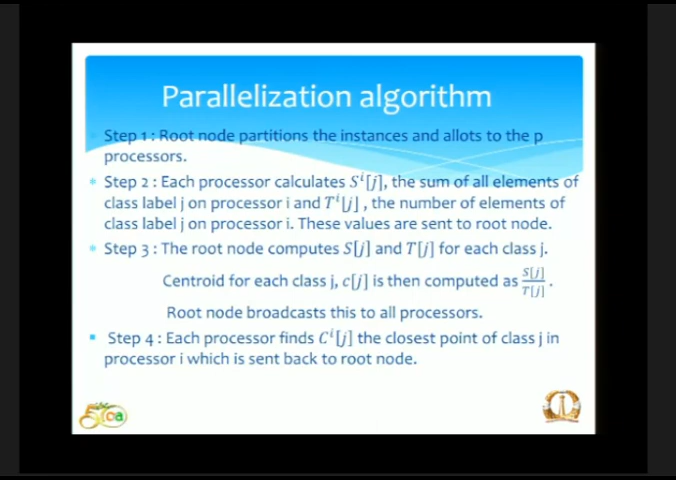 Parallelization algorithm
Step 1 : Root node partitions the instances and allots to the p
processors.
Step 2 : Each processor calculates Sⁱ[j], the sum of all elements of
class label j on processor i and Tⁱ[j] , the number of elements of
class label j on processor i. These values are sent to root node.
Step 3 : The root node computes S[j] and T[j] for each class j.
Centroid for each class j, c[j] is then computed as S[j]/T[j] .
Root node broadcasts this to all processors.
Step 4 : Each processor finds Cⁱ[j] the closest point of class j in
processor i which is sent back to root node.